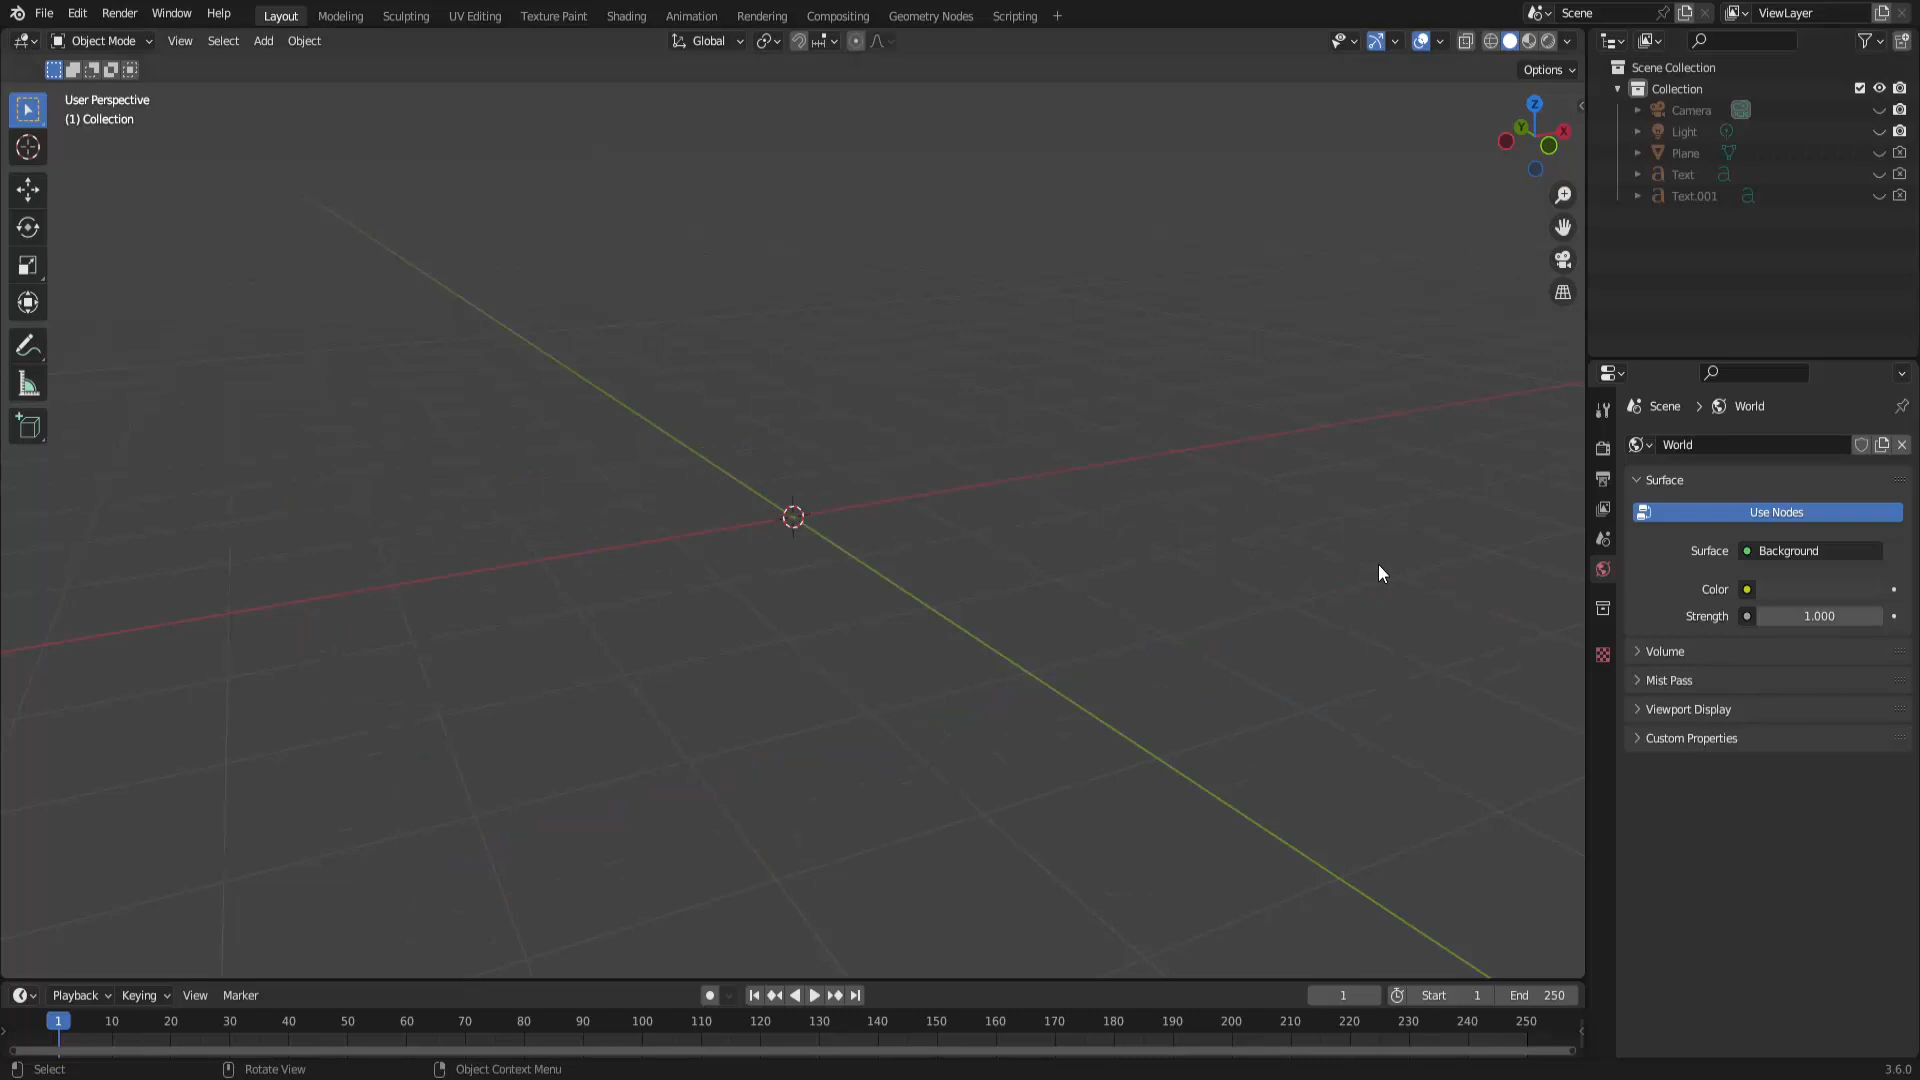 File Edit Render Window Help Layout Modeling Sculpting UV Editing Texture Paint Shading Animation Rendering Compositing Geometry Nodes Scripting + Scene ViewLayer
Object Mode View Select Add Object Global
Options
User Perspective
(1) Collection
Z
Y
X
Scene Collection
Collection
Camera
Light
Plane
Text
Text.001
Scene > World
World
Surface
Use Nodes
Surface Background
Color
Strength 1.000
Volume
Mist Pass
Viewport Display
Custom Properties
Playback Keying View Marker 1 Start 1 End 250
1 10 20 30 40 50 60 70 80 90 100 110 120 130 140 150 160 170 180 190 200 210 220 230 240 250
Select Rotate View Object Context Menu 3.6.0